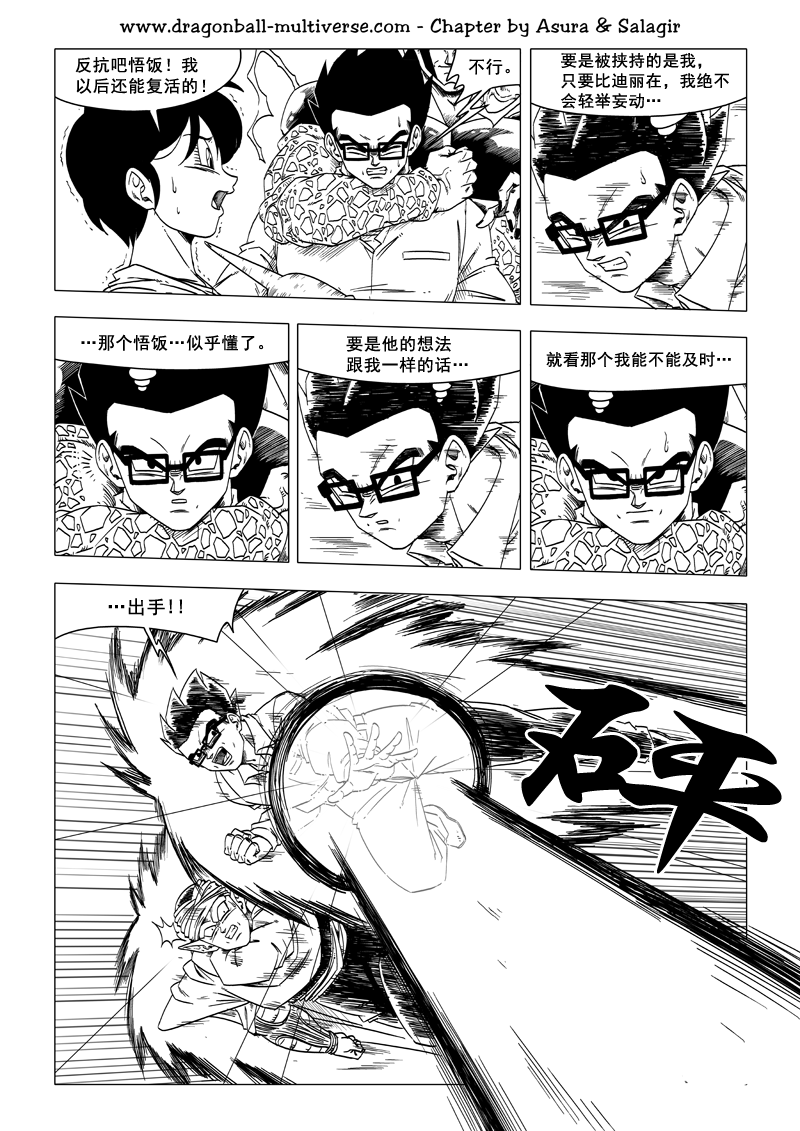 www.dragonball-multiverse.com - Chapter by Asura & Salagir
反抗吧悟饭！我
以后还能复活的！
不行。
要是被挟持的是我，
只要比迪丽在，我绝不
会轻举妄动…
…那个悟饭…似乎懂了。
要是他的想法
跟我一样的话…
就看那个我能不能及时…
…出手!!
砰